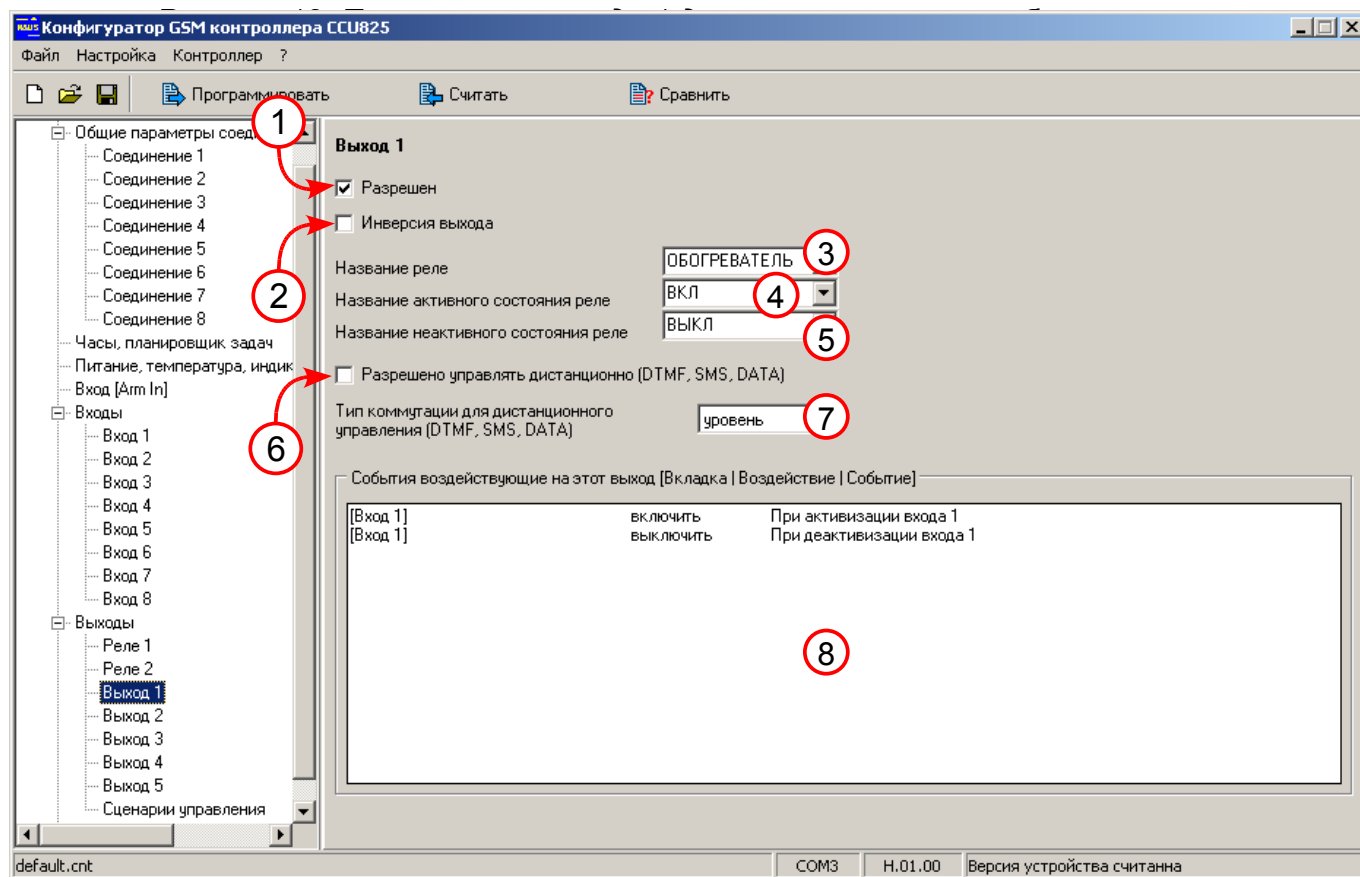 Конфигуратор GSM контроллера CCU825
Файл Настройка Контроллер ?
Программировать Считать Сравнить
Общие параметры соед
Соединение 1
Соединение 2
Соединение 3
Соединение 4
Соединение 5
Соединение 6
Соединение 7
Соединение 8
Часы, планировщик задач
Питание, температура, индик
Вход [Arm In]
Входы
Вход 1
Вход 2
Вход 3
Вход 4
Вход 5
Вход 6
Вход 7
Вход 8
Выходы
Реле 1
Реле 2
Выход 1
Выход 2
Выход 3
Выход 4
Выход 5
Сценарии управления
1
2
6
Выход 1
Разрешен
Инверсия выхода
Название реле ОБОГРЕВАТЕЛЬ 3
Название активного состояния реле ВКЛ 4
Название неактивного состояния реле ВЫКЛ 5
Разрешено управлять дистанционно (DTMF, SMS, DATA)
Тип коммутации для дистанционного
управления (DTMF, SMS, DATA) уровень 7
События воздействующие на этот выход [Вкладка | Воздействие | Событие]
[Вход 1] включить При активизации входа 1
[Вход 1] выключить При деактивизации входа 1
8
default.cnt COM3 H.01.00 Версия устройства считанна